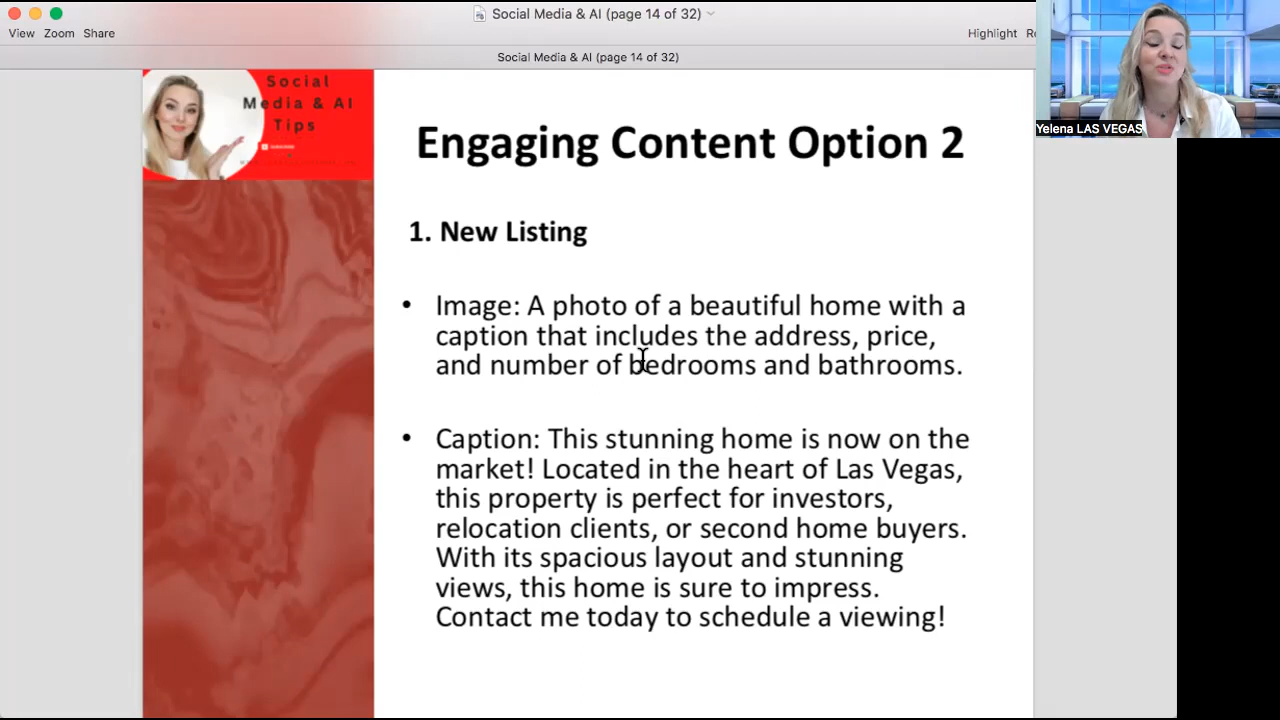 Social Media & AI (page 14 of 32)
View Zoom Share
Highlight
Social Media & AI (page 14 of 32)
Yelena LAS VEGAS
Social
Media & AI
Tips
Engaging Content Option 2
1. New Listing
• Image: A photo of a beautiful home with a
caption that includes the address, price,
and number of bedrooms and bathrooms.
• Caption: This stunning home is now on the
market! Located in the heart of Las Vegas,
this property is perfect for investors,
relocation clients, or second home buyers.
With its spacious layout and stunning
views, this home is sure to impress.
Contact me today to schedule a viewing!